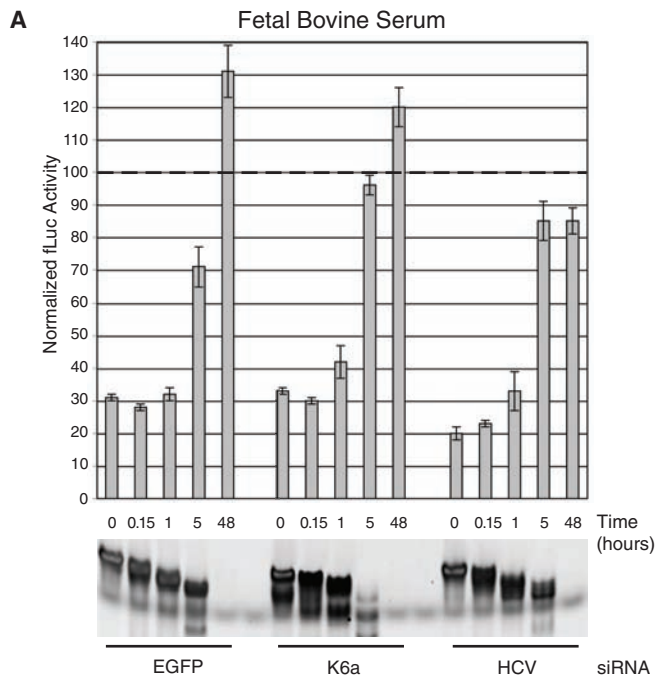 A
Fetal Bovine Serum
Normalized fLuc Activity
140
130
120
110
100
90
80
70
60
50
40
30
20
10
0
0 0.15 1 5 48 0 0.15 1 5 48 0 0.15 1 5 48 Time
(hours)
EGFP K6a HCV siRNA